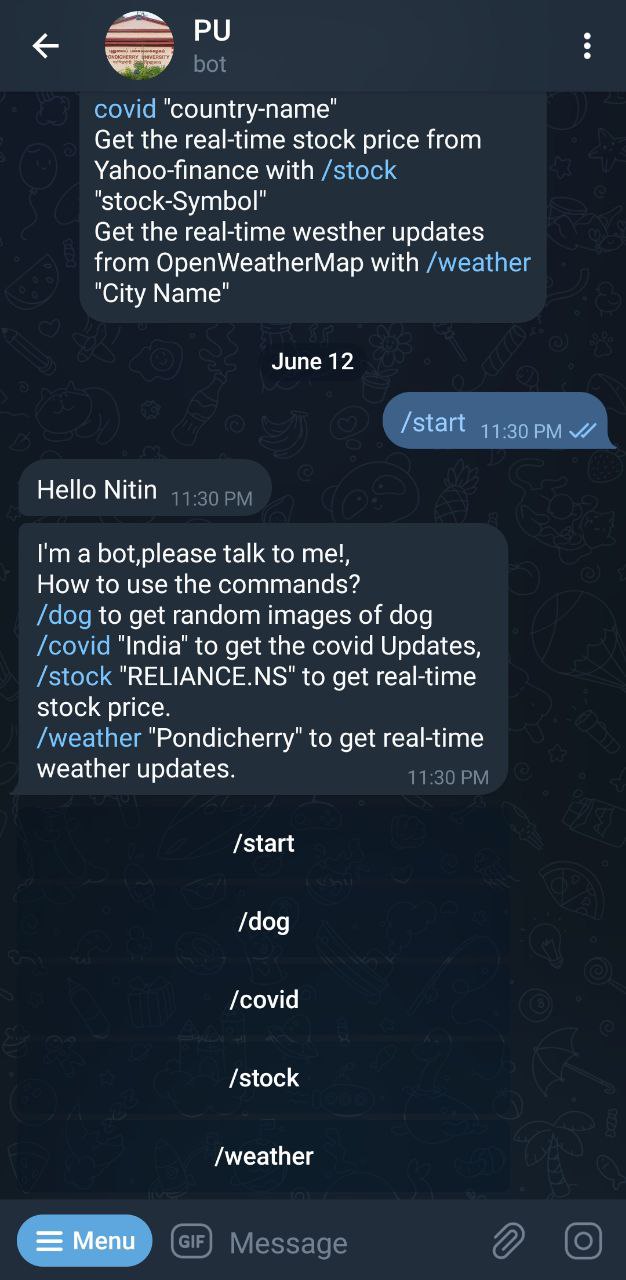 PU
bot
covid "country-name"
Get the real-time stock price from
Yahoo-finance with /stock
"stock-Symbol"
Get the real-time westher updates
from OpenWeatherMap with /weather
"City Name"
June 12
/start 11:30 PM
Hello Nitin 11:30 PM
I'm a bot,please talk to me!,
How to use the commands?
/dog to get random images of dog
/covid "India" to get the covid Updates,
/stock "RELIANCE.NS" to get real-time
stock price.
/weather "Pondicherry" to get real-time
weather updates. 11:30 PM
/start
/dog
/covid
/stock
/weather
Menu GIF Message